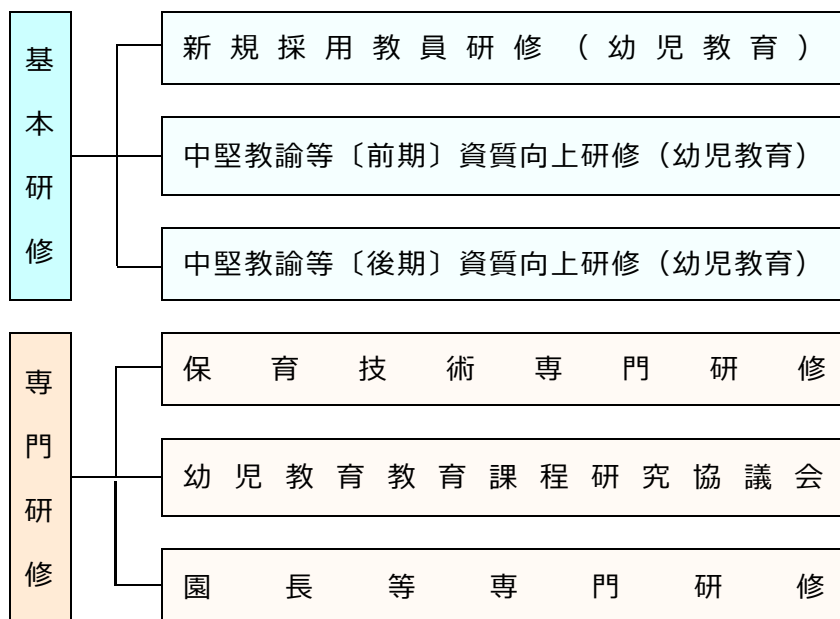 基本研修
新規採用教員研修（幼児教育）
中堅教諭等〔前期〕資質向上研修（幼児教育）
中堅教諭等〔後期〕資質向上研修（幼児教育）
専門研修
保育技術専門研修
幼児教育教育課程研究協議会
園長等専門研修